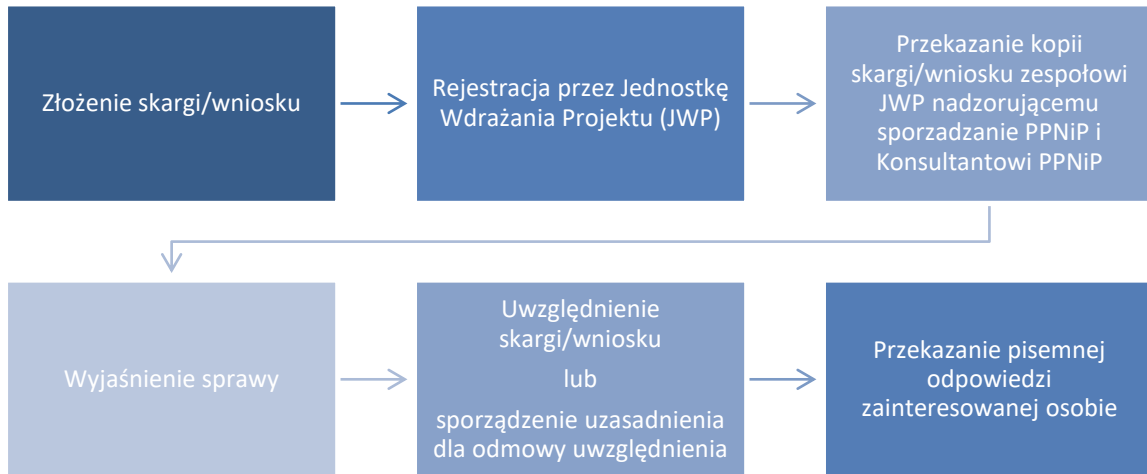 Złożenie skargi/wniosku
Rejestracja przez Jednostkę
Wdrażania Projektu (JWP)
Przekazanie kopii
skargi/wniosku zespołowi
JWP nadzorującemu
sporzadzanie PPNiP i
Konsultantowi PPNiP
Wyjaśnienie sprawy
Uwzględnienie
skargi/wniosku
lub
sporządzenie uzasadnienia
dla odmowy uwzględnienia
Przekazanie pisemnej
odpowiedzi
zainteresowanej osobie